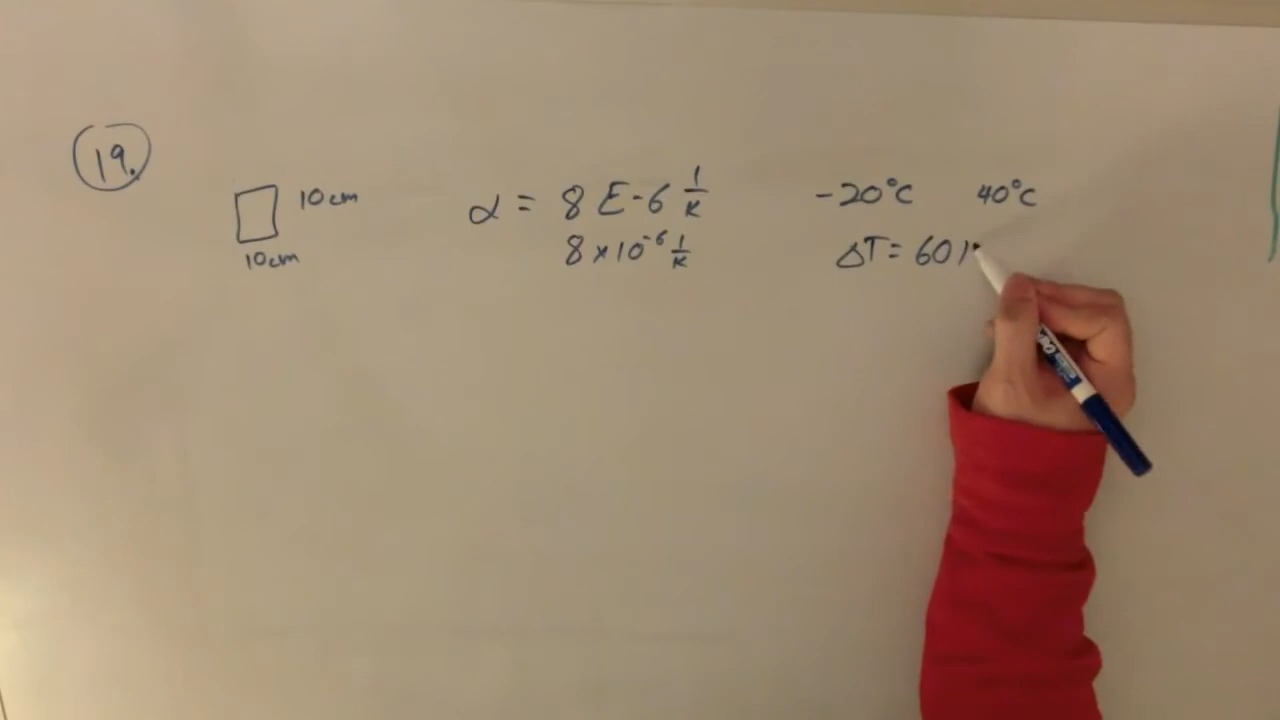 19.
10cm
10cm
α = 8 E-6 1/K
8 × 10⁻⁶ 1/K
-20°C 40°C
ΔT = 60 K